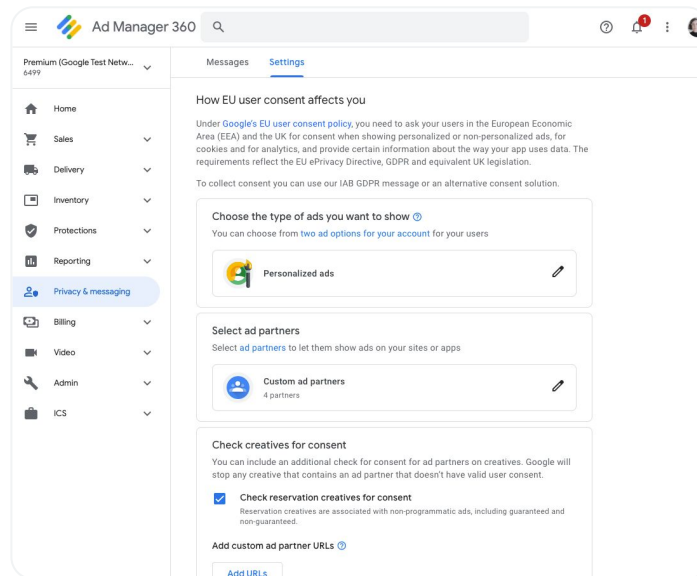 Ad Manager 360
1
Premium (Google Test Netw...
6499
Home
Sales
Delivery
Inventory
Protections
Reporting
Privacy & messaging
Billing
Video
Admin
ICS
Messages
Settings
How EU user consent affects you
Under Google's EU user consent policy, you need to ask your users in the European Economic
Area (EEA) and the UK for consent when showing personalized or non-personalized ads, for
cookies and for analytics, and provide certain information about the way your app uses data. The
requirements reflect the EU ePrivacy Directive, GDPR and equivalent UK legislation.
To collect consent you can use our IAB GDPR message or an alternative consent solution.
Choose the type of ads you want to show
You can choose from two ad options for your account for your users
Personalized ads
Select ad partners
Select ad partners to let them show ads on your sites or apps
Custom ad partners
4 partners
Check creatives for consent
You can include an additional check for consent for ad partners on creatives. Google will
stop any creative that contains an ad partner that doesn't have valid user consent.
Check reservation creatives for consent
Reservation creatives are associated with non-programmatic ads, including guaranteed and
non-guaranteed.
Add custom ad partner URLs
Add URLs